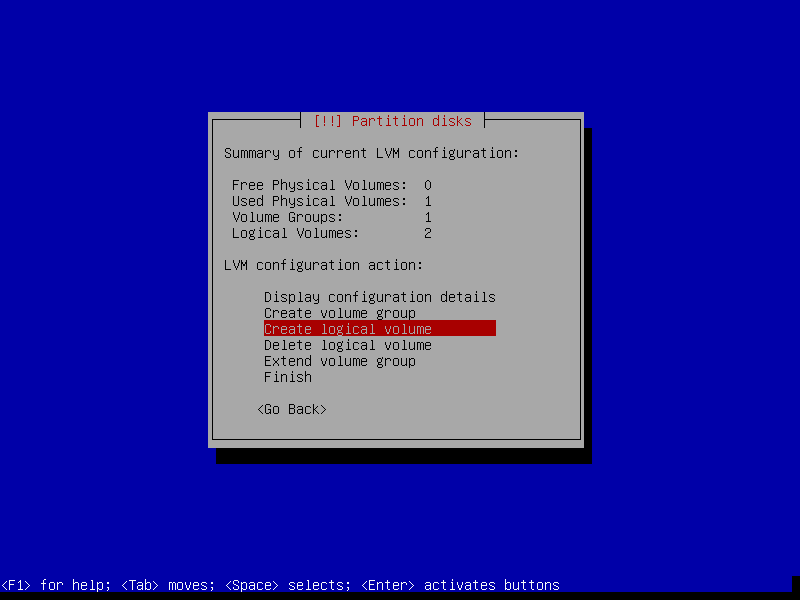 [!!] Partition disks
Summary of current LVM configuration:
Free Physical Volumes: 0
Used Physical Volumes: 1
Volume Groups: 1
Logical Volumes: 2
LVM configuration action:
Display configuration details
Create volume group
Create logical volume
Delete logical volume
Extend volume group
Finish
<Go Back>
<F1> for help; <Tab> moves; <Space> selects; <Enter> activates buttons